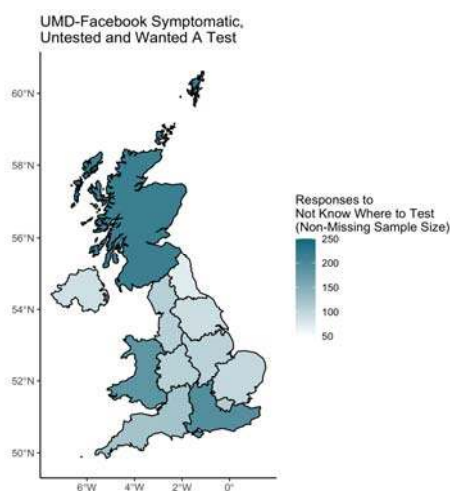 UMD-Facebook Symptomatic,
Untested and Wanted A Test
60°N
58°N
56°N
54°N
52°N
50°N
6°W
4°W
2°W
0°
Responses to
Not Know Where to Test
(Non-Missing Sample Size)
250
200
150
100
50